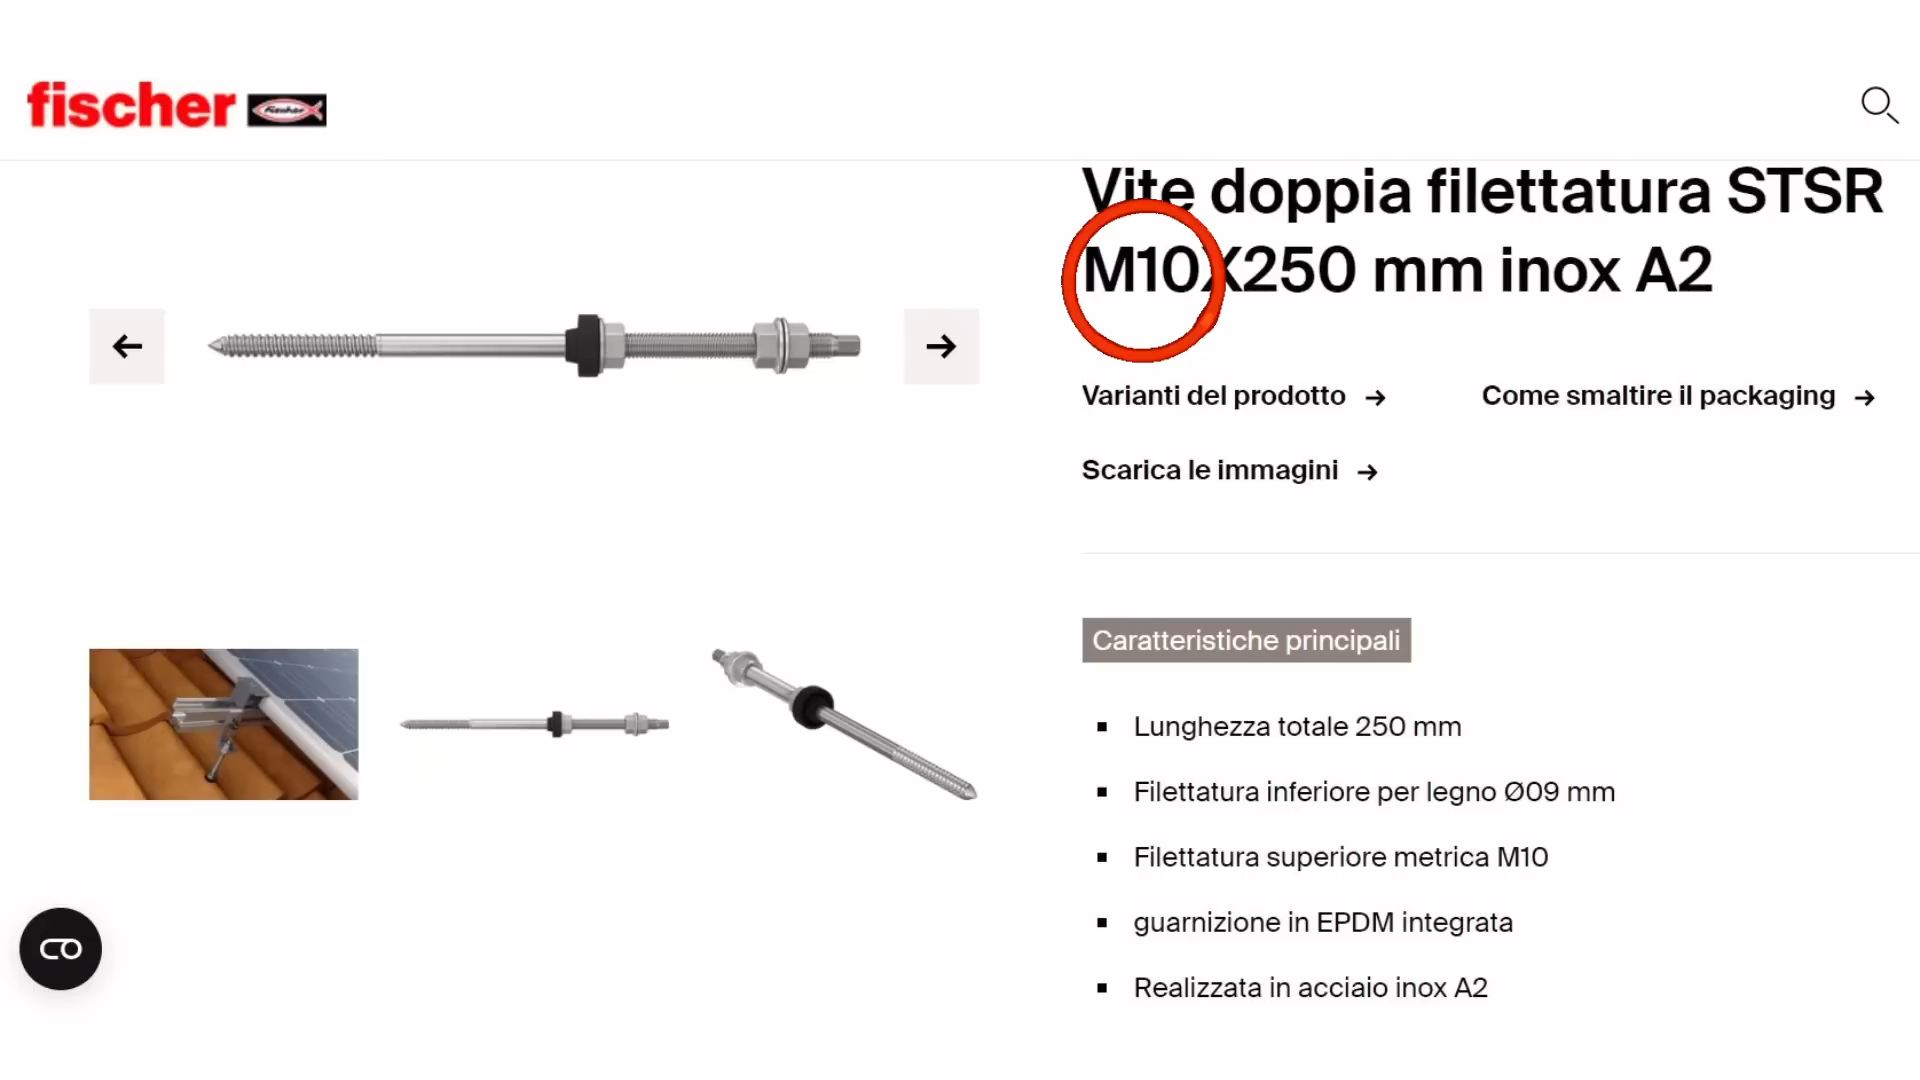 fischer
fischer
Vite doppia filettatura STSR
M10X250 mm inox A2
Varianti del prodotto
Come smaltire il packaging
Scarica le immagini
Caratteristiche principali
Lunghezza totale 250 mm
Filettatura inferiore per legno Ø09 mm
Filettatura superiore metrica M10
guarnizione in EPDM integrata
Realizzata in acciaio inox A2